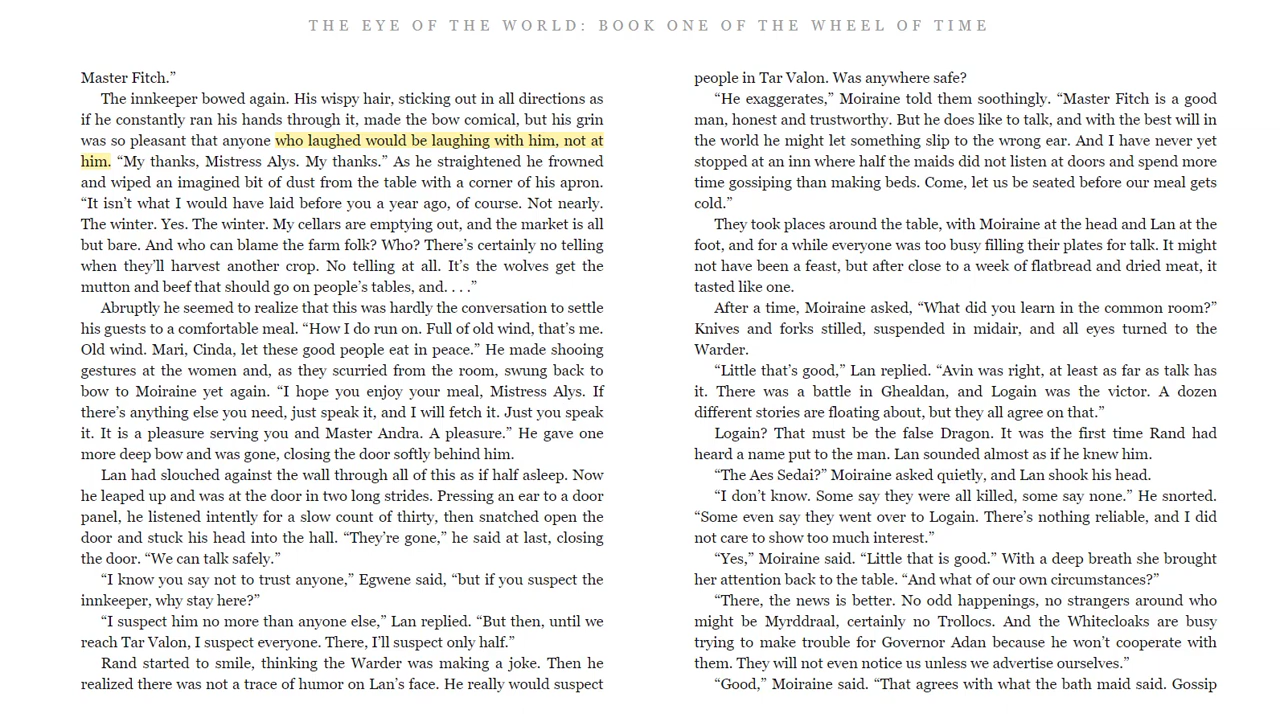 THE EYE OF THE WORLD: BOOK ONE OF THE WHEEL OF TIME
Master Fitch.”
The innkeeper bowed again. His wispy hair, sticking out in all directions as
if he constantly ran his hands through it, made the bow comical, but his grin
was so pleasant that anyone who laughed would be laughing with him, not at
him. “My thanks, Mistress Alys. My thanks.” As he straightened he frowned
and wiped an imagined bit of dust from the table with a corner of his apron.
“It isn’t what I would have laid before you a year ago, of course. Not nearly.
The winter. Yes. The winter. My cellars are emptying out, and the market is all
but bare. And who can blame the farm folk? Who? There’s certainly no telling
when they’ll harvest another crop. No telling at all. It’s the wolves get the
mutton and beef that should go on people’s tables, and. . . .”
Abruptly he seemed to realize that this was hardly the conversation to settle
his guests to a comfortable meal. “How I do run on. Full of old wind, that’s me.
Old wind. Mari, Cinda, let these good people eat in peace.” He made shooing
gestures at the women and, as they scurried from the room, swung back to
bow to Moiraine yet again. “I hope you enjoy your meal, Mistress Alys. If
there’s anything else you need, just speak it, and I will fetch it. Just you speak
it. It is a pleasure serving you and Master Andra. A pleasure.” He gave one
more deep bow and was gone, closing the door softly behind him.
Lan had slouched against the wall through all of this as if half asleep. Now
he leaped up and was at the door in two long strides. Pressing an ear to a door
panel, he listened intently for a slow count of thirty, then snatched open the
door and stuck his head into the hall. “They’re gone,” he said at last, closing
the door. “We can talk safely.”
“I know you say not to trust anyone,” Egwene said, “but if you suspect the
innkeeper, why stay here?”
“I suspect him no more than anyone else,” Lan replied. “But then, until we
reach Tar Valon, I suspect everyone. There, I’ll suspect only half.”
Rand started to smile, thinking the Warder was making a joke. Then he
realized there was not a trace of humor on Lan’s face. He really would suspect
people in Tar Valon. Was anywhere safe?
“He exaggerates,” Moiraine told them soothingly. “Master Fitch is a good
man, honest and trustworthy. But he does like to talk, and with the best will in
the world he might let something slip to the wrong ear. And I have never yet
stopped at an inn where half the maids did not listen at doors and spend more
time gossiping than making beds. Come, let us be seated before our meal gets
cold.”
They took places around the table, with Moiraine at the head and Lan at the
foot, and for a while everyone was too busy filling their plates for talk. It might
not have been a feast, but after close to a week of flatbread and dried meat, it
tasted like one.
After a time, Moiraine asked, “What did you learn in the common room?”
Knives and forks stilled, suspended in midair, and all eyes turned to the
Warder.
“Little that’s good,” Lan replied. “Avin was right, at least as far as talk has
it. There was a battle in Ghealdan, and Logain was the victor. A dozen
different stories are floating about, but they all agree on that.”
Logain? That must be the false Dragon. It was the first time Rand had
heard a name put to the man. Lan sounded almost as if he knew him.
“The Aes Sedai?” Moiraine asked quietly, and Lan shook his head.
“I don’t know. Some say they were all killed, some say none.” He snorted.
“Some even say they went over to Logain. There’s nothing reliable, and I did
not care to show too much interest.”
“Yes,” Moiraine said. “Little that is good.” With a deep breath she brought
her attention back to the table. “And what of our own circumstances?”
“There, the news is better. No odd happenings, no strangers around who
might be Myrddraal, certainly no Trollocs. And the Whitecloaks are busy
trying to make trouble for Governor Adan because he won’t cooperate with
them. They will not even notice us unless we advertise ourselves.”
“Good,” Moiraine said. “That agrees with what the bath maid said. Gossip